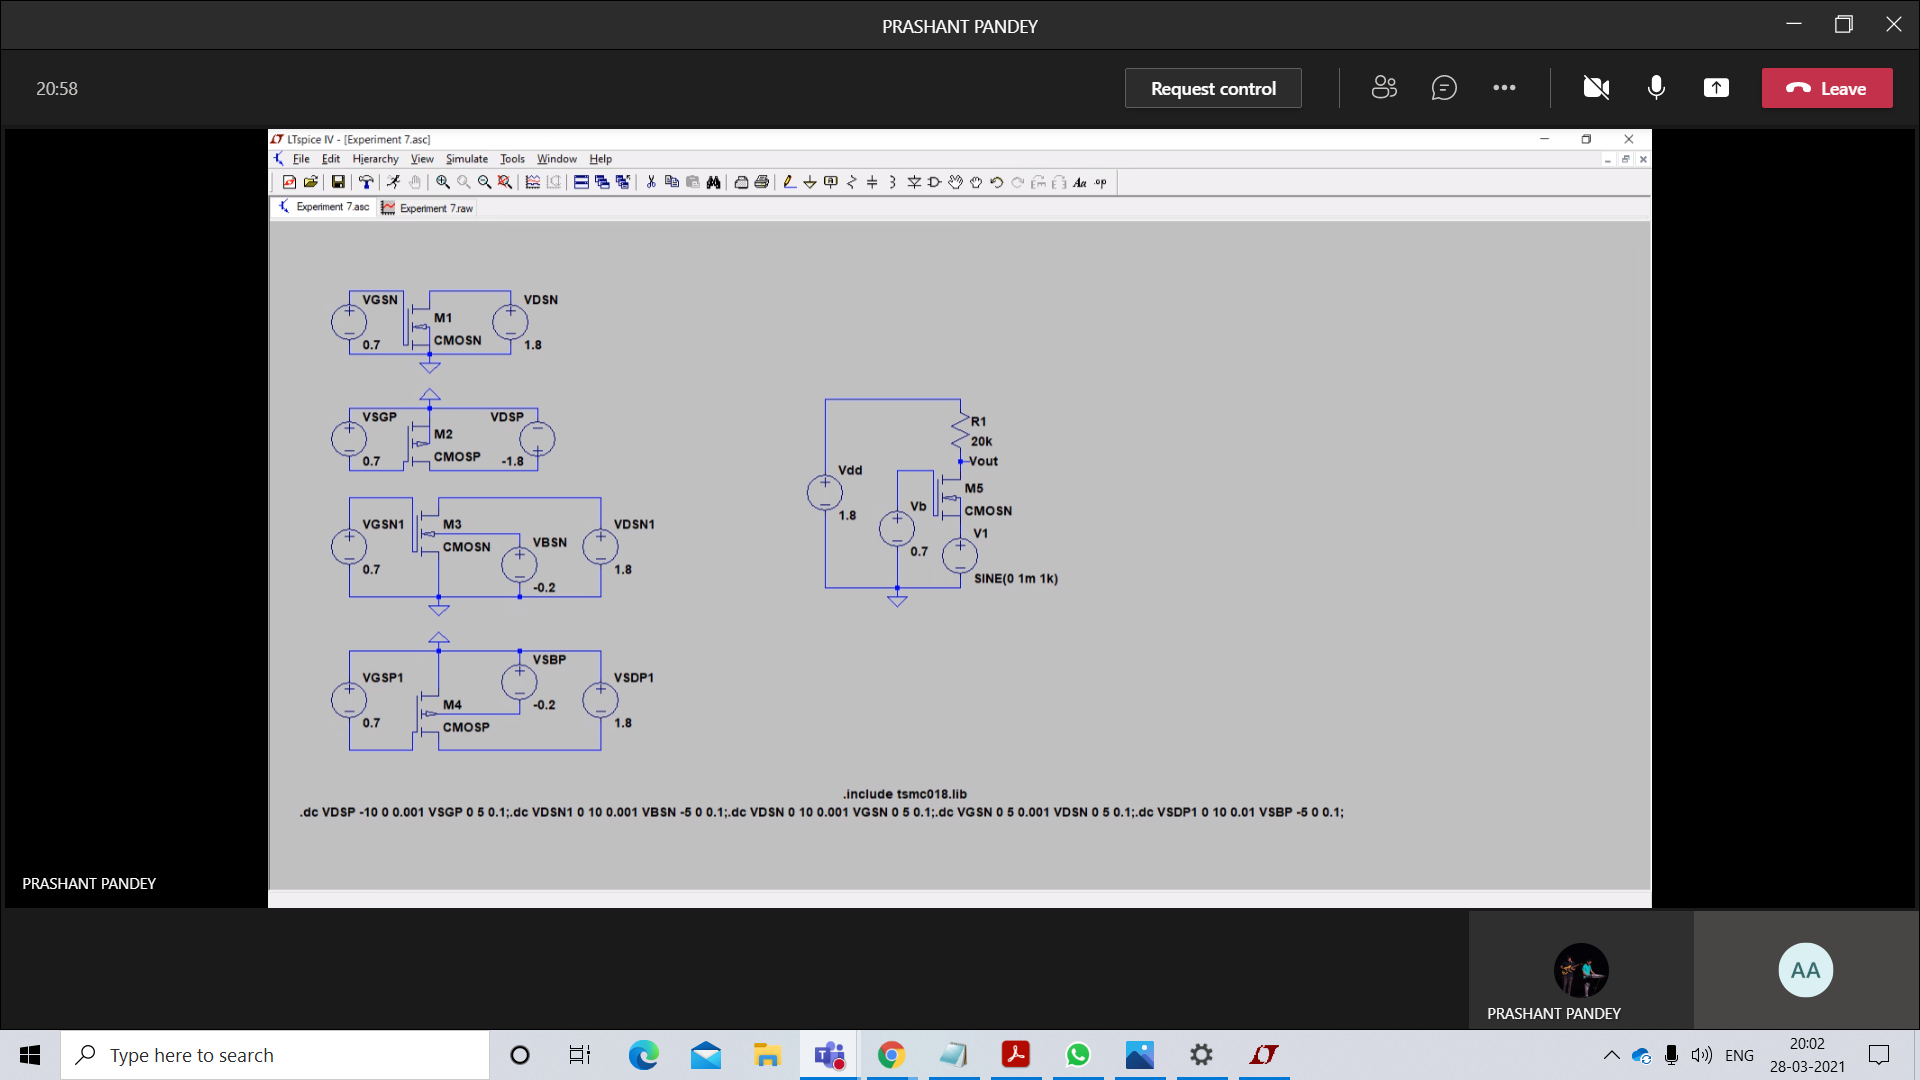 PRASHANT PANDEY
20:58
Request control
Leave
LTspice IV - [Experiment 7.asc]
File Edit Hierarchy View Simulate Tools Window Help
Aa .op
Experiment 7.asc Experiment 7.raw
VGSN
0.7
M1
CMOSN
VDSN
1.8
VSGP
0.7
M2
CMOSP
VDSP
-1.8
VGSN1
0.7
M3
CMOSN
VBSN
-0.2
VDSN1
1.8
VGSP1
0.7
M4
CMOSP
VSBP
-0.2
VSDP1
1.8
Vdd
1.8
R1
20k
Vout
Vb
0.7
M5
CMOSN
V1
SINE(0 1m 1k)
.include tsmc018.lib
.dc VDSP -10 0 0.001 VSGP 0 5 0.1;.dc VDSN1 0 10 0.001 VBSN -5 0 0.1;.dc VDSN 0 10 0.001 VGSN 0 5 0.1;.dc VGSN 0 5 0.001 VDSN 0 5 0.1;.dc VSDP1 0 10 0.01 VSBP -5 0 0.1;
PRASHANT PANDEY
PRASHANT PANDEY
AA
Type here to search
ENG
20:02
28-03-2021